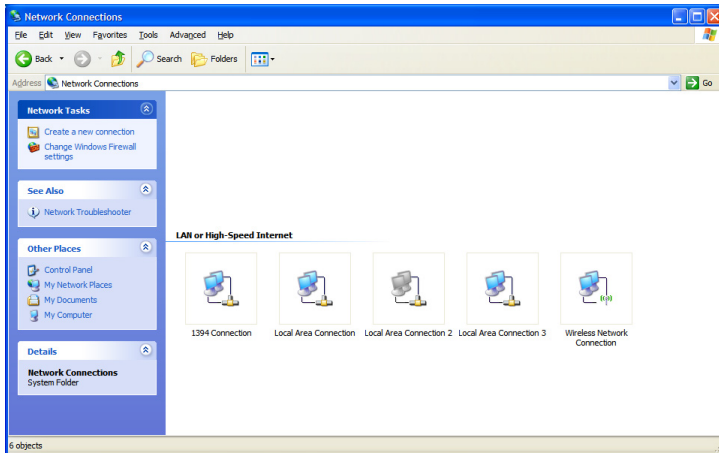 Network Connections
File Edit View Favorites Tools Advanced Help
Back Search Folders
Address Network Connections Go
Network Tasks
Create a new connection
Change Windows Firewall
settings
See Also
Network Troubleshooter
Other Places
Control Panel
My Network Places
My Documents
My Computer
Details
Network Connections
System Folder
LAN or High-Speed Internet
1394 Connection Local Area Connection Local Area Connection 2 Local Area Connection 3 Wireless Network
Connection
6 objects